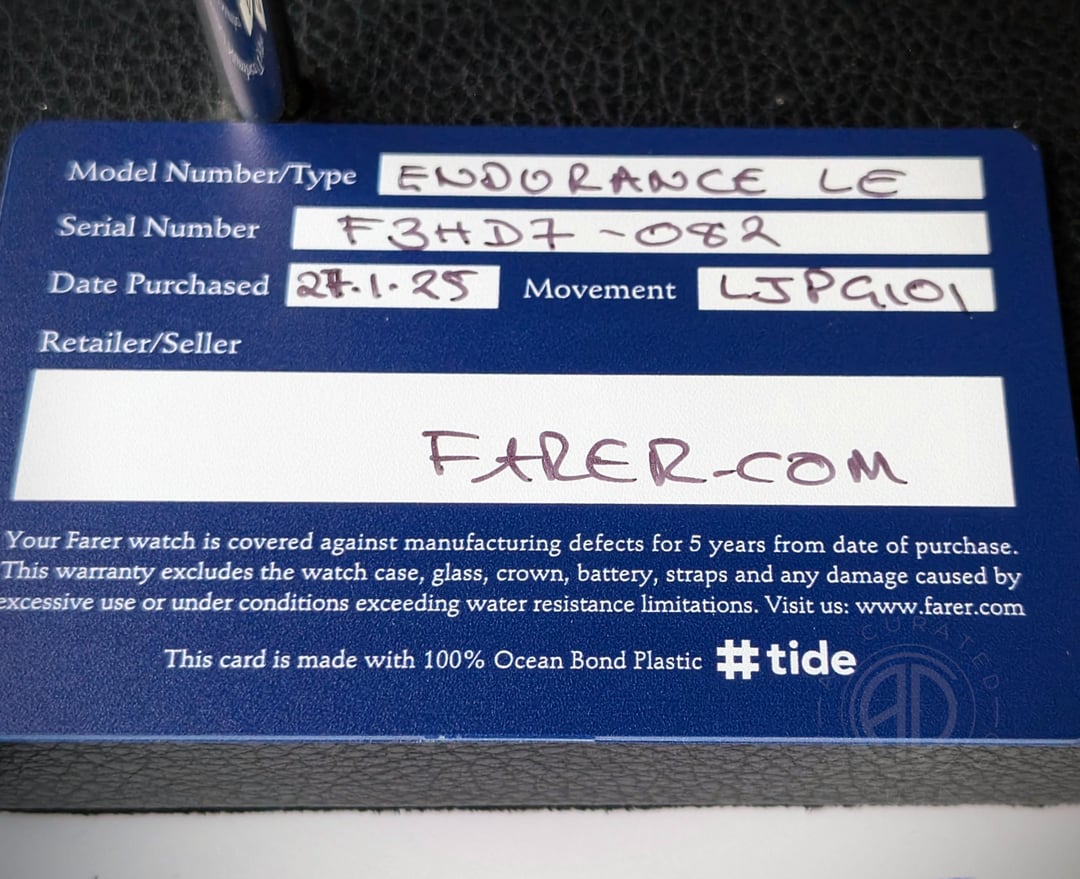 Model Number/Type ENDURANCE LE
Serial Number F3HD7-082
Date Purchased 27.1.25 Movement LJPG101
Retailer/Seller
FARER.COM
Your Farer watch is covered against manufacturing defects for 5 years from date of purchase.
This warranty excludes the watch case, glass, crown, battery, straps and any damage caused by
excessive use or under conditions exceeding water resistance limitations. Visit us: www.farer.com
This card is made with 100% Ocean Bond Plastic #tide
CURATED